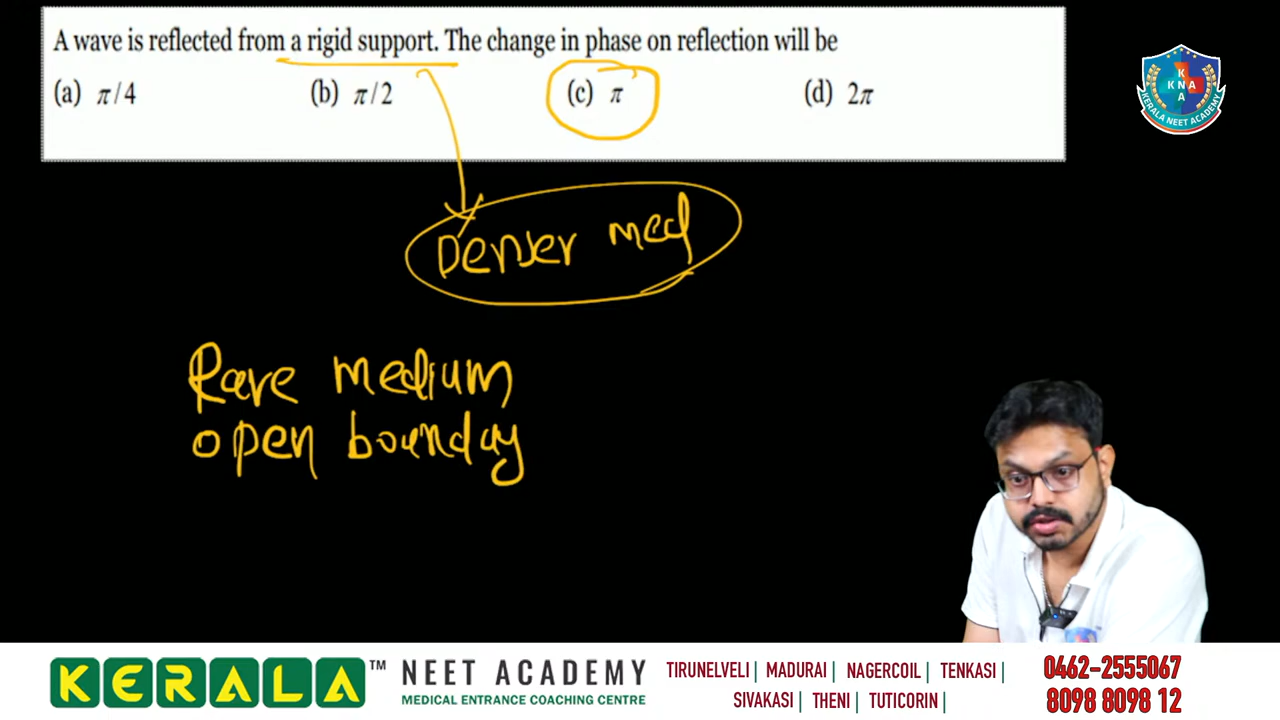 A wave is reflected from a rigid support. The change in phase on reflection will be
(a) π/4 (b) π/2 (c) π (d) 2π
K
K N A
A
KERALA NEET ACADEMY
Denser med
Rare medium
open bounday
KERALA™ NEET ACADEMY
MEDICAL ENTRANCE COACHING CENTRE
TIRUNELVELI | MADURAI | NAGERCOIL | TENKASI |
SIVAKASI | THENI | TUTICORIN |
0462-2555067
8098 8098 12